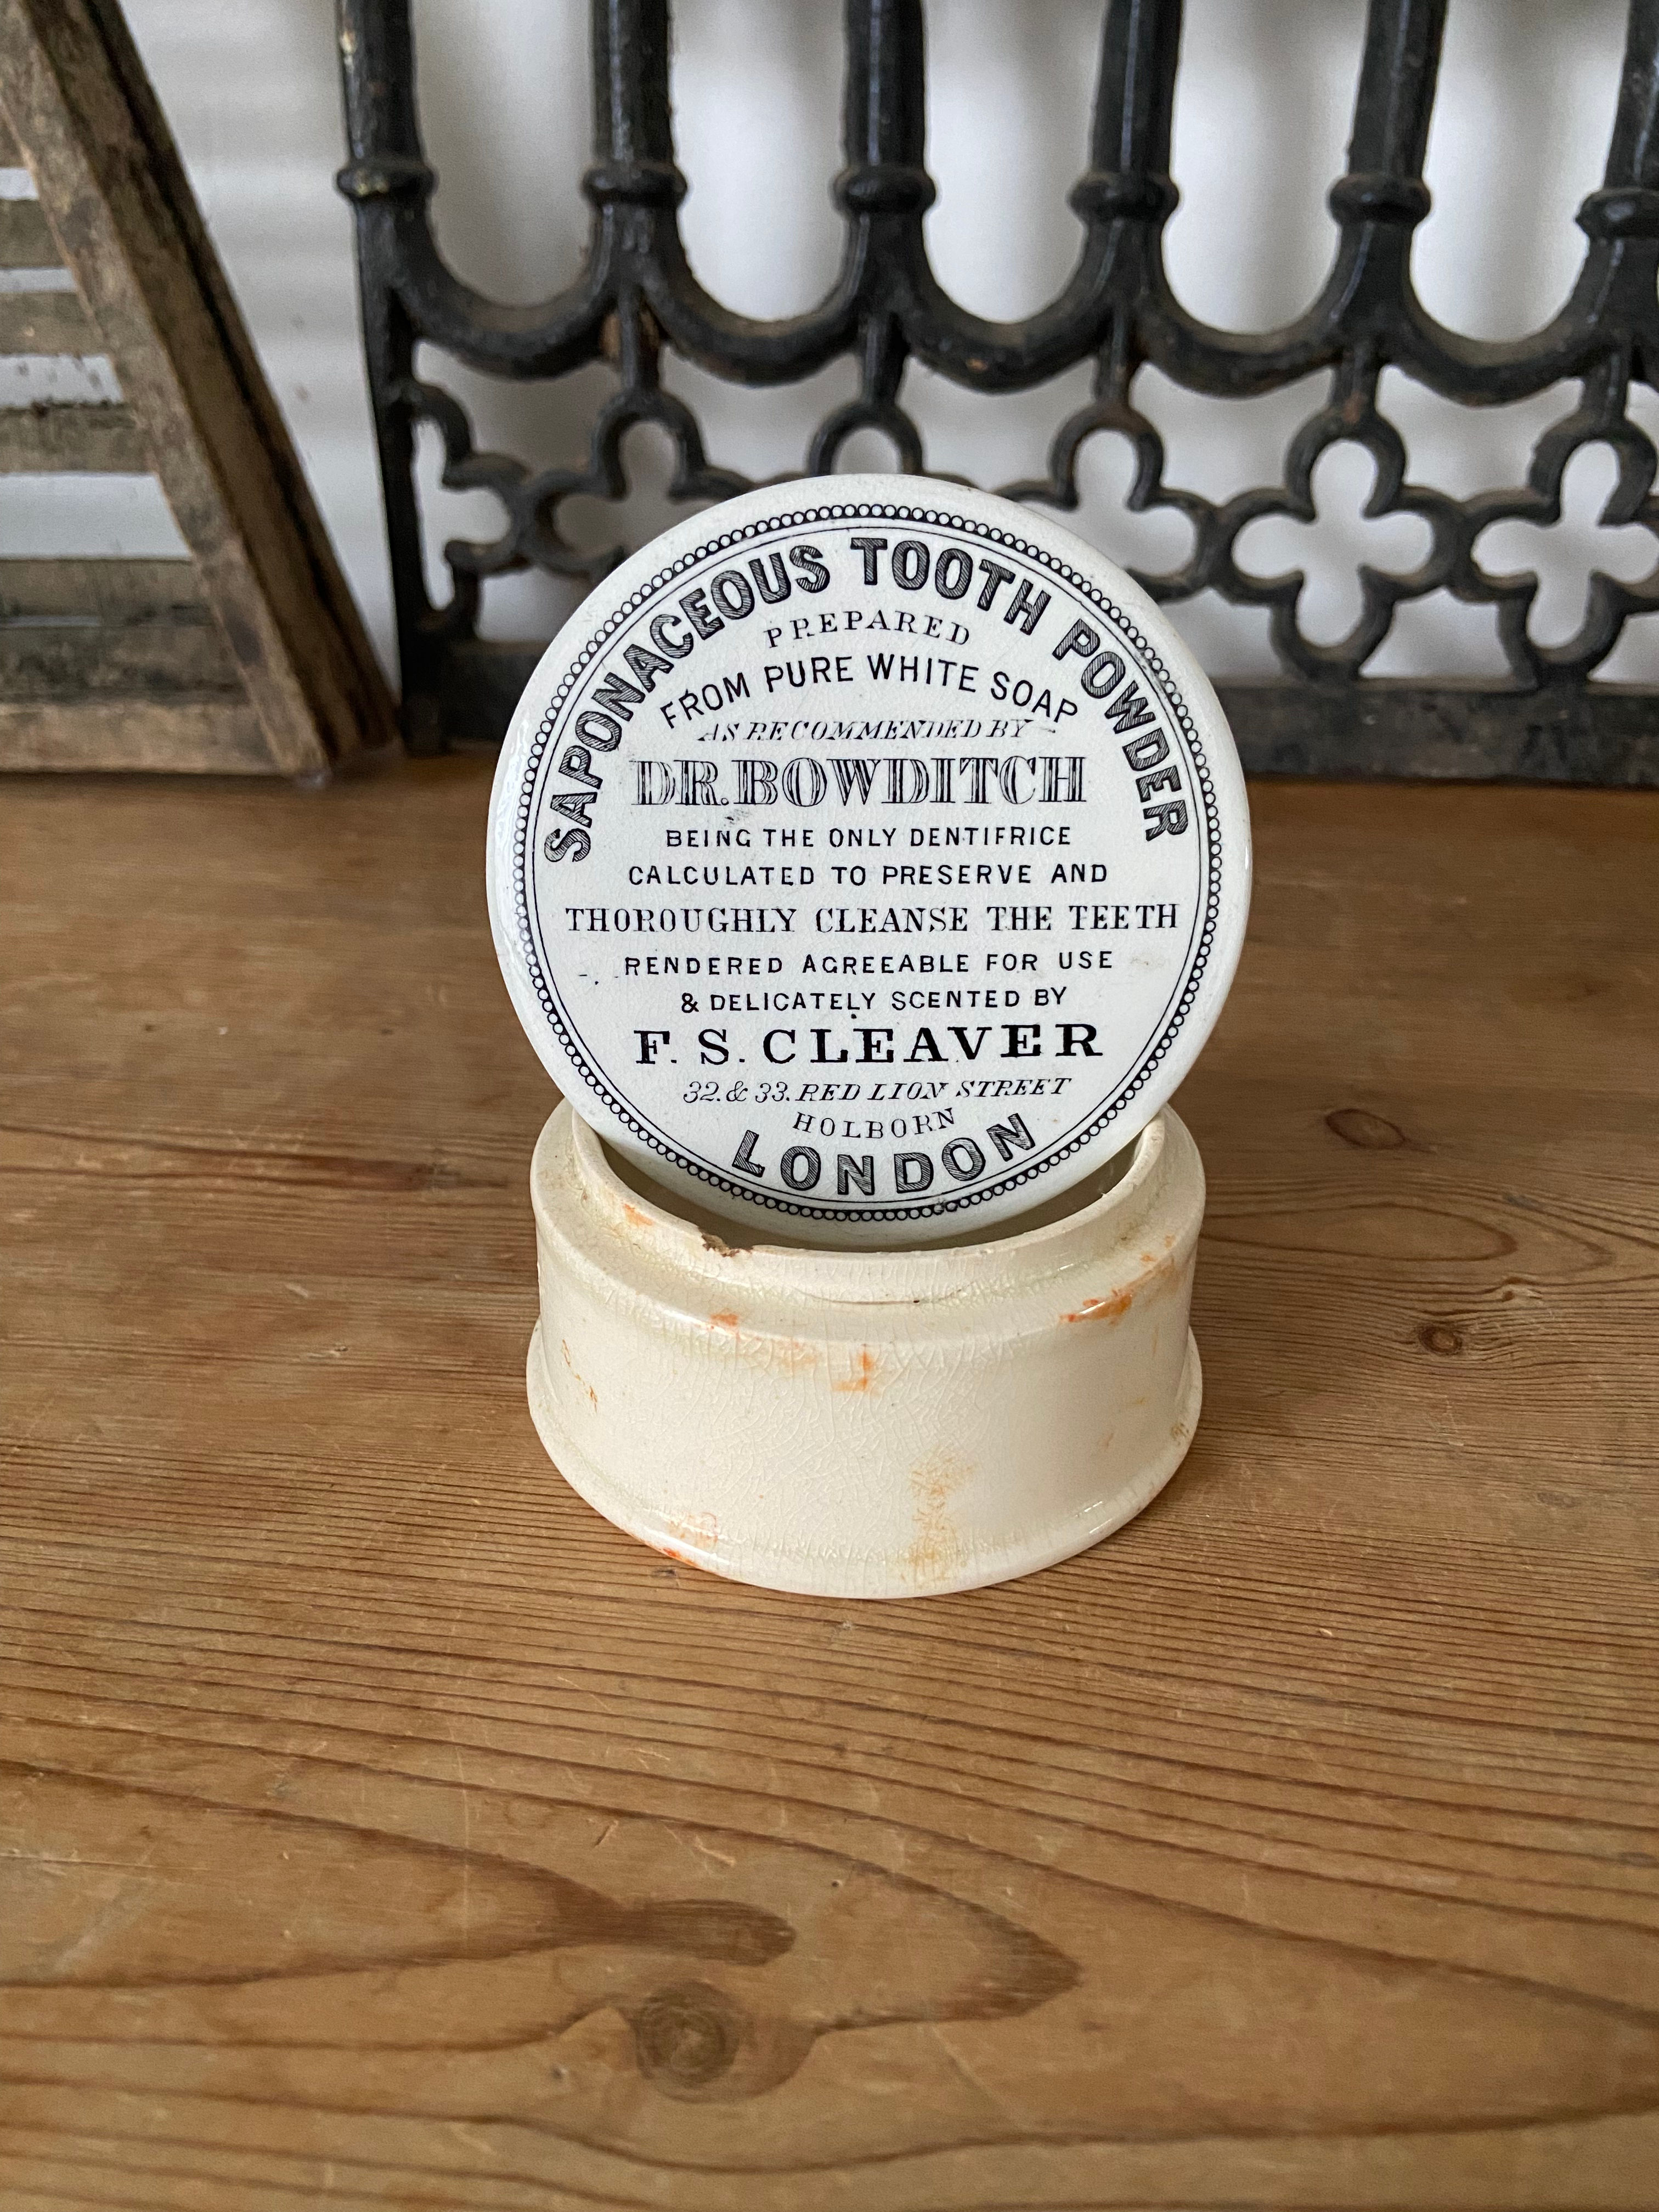 SAPONACEOUS TOOTH POWDER
PREPARED
FROM PURE WHITE SOAP
AS RECOMMENDED BY
DR. BOWDITCH
BEING THE ONLY DENTIFRICE
CALCULATED TO PRESERVE AND
THOROUGHLY CLEANSE THE TEETH
RENDERED AGREEABLE FOR USE
& DELICATELY SCENTED BY
F. S. CLEAVER
32. & 33. RED LION STREET
HOLBORN
LONDON